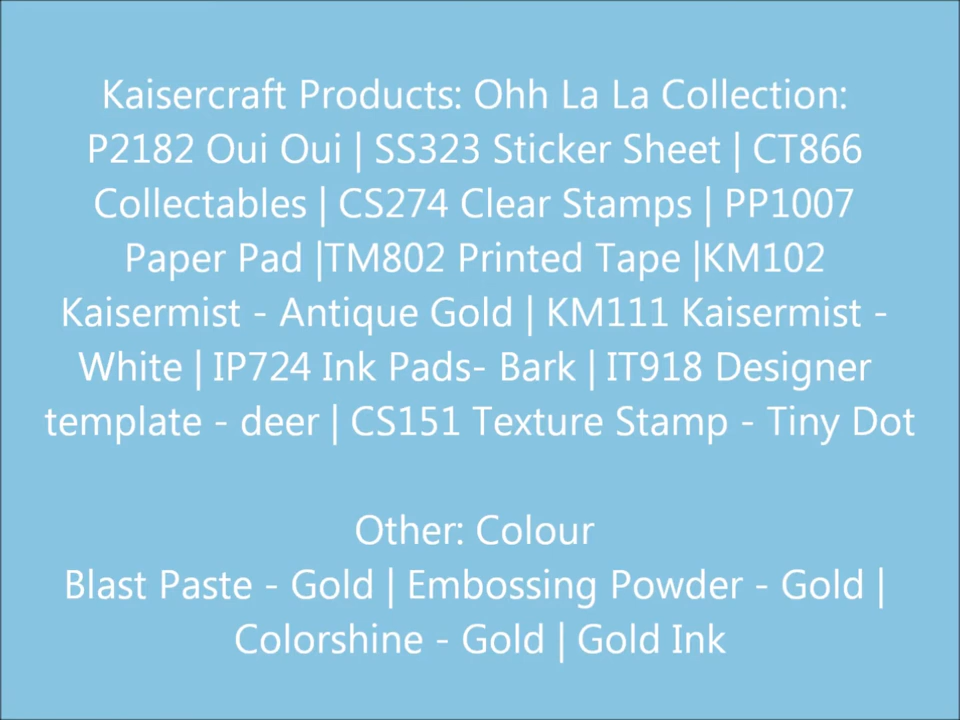 Kaisercraft Products: Ohh La La Collection:
P2182 Oui Oui | SS323 Sticker Sheet | CT866
Collectables | CS274 Clear Stamps | PP1007
Paper Pad |TM802 Printed Tape |KM102
Kaisermist - Antique Gold | KM111 Kaisermist -
White | IP724 Ink Pads- Bark | IT918 Designer
template - deer | CS151 Texture Stamp - Tiny Dot
Other: Colour
Blast Paste - Gold | Embossing Powder - Gold |
Colorshine - Gold | Gold Ink